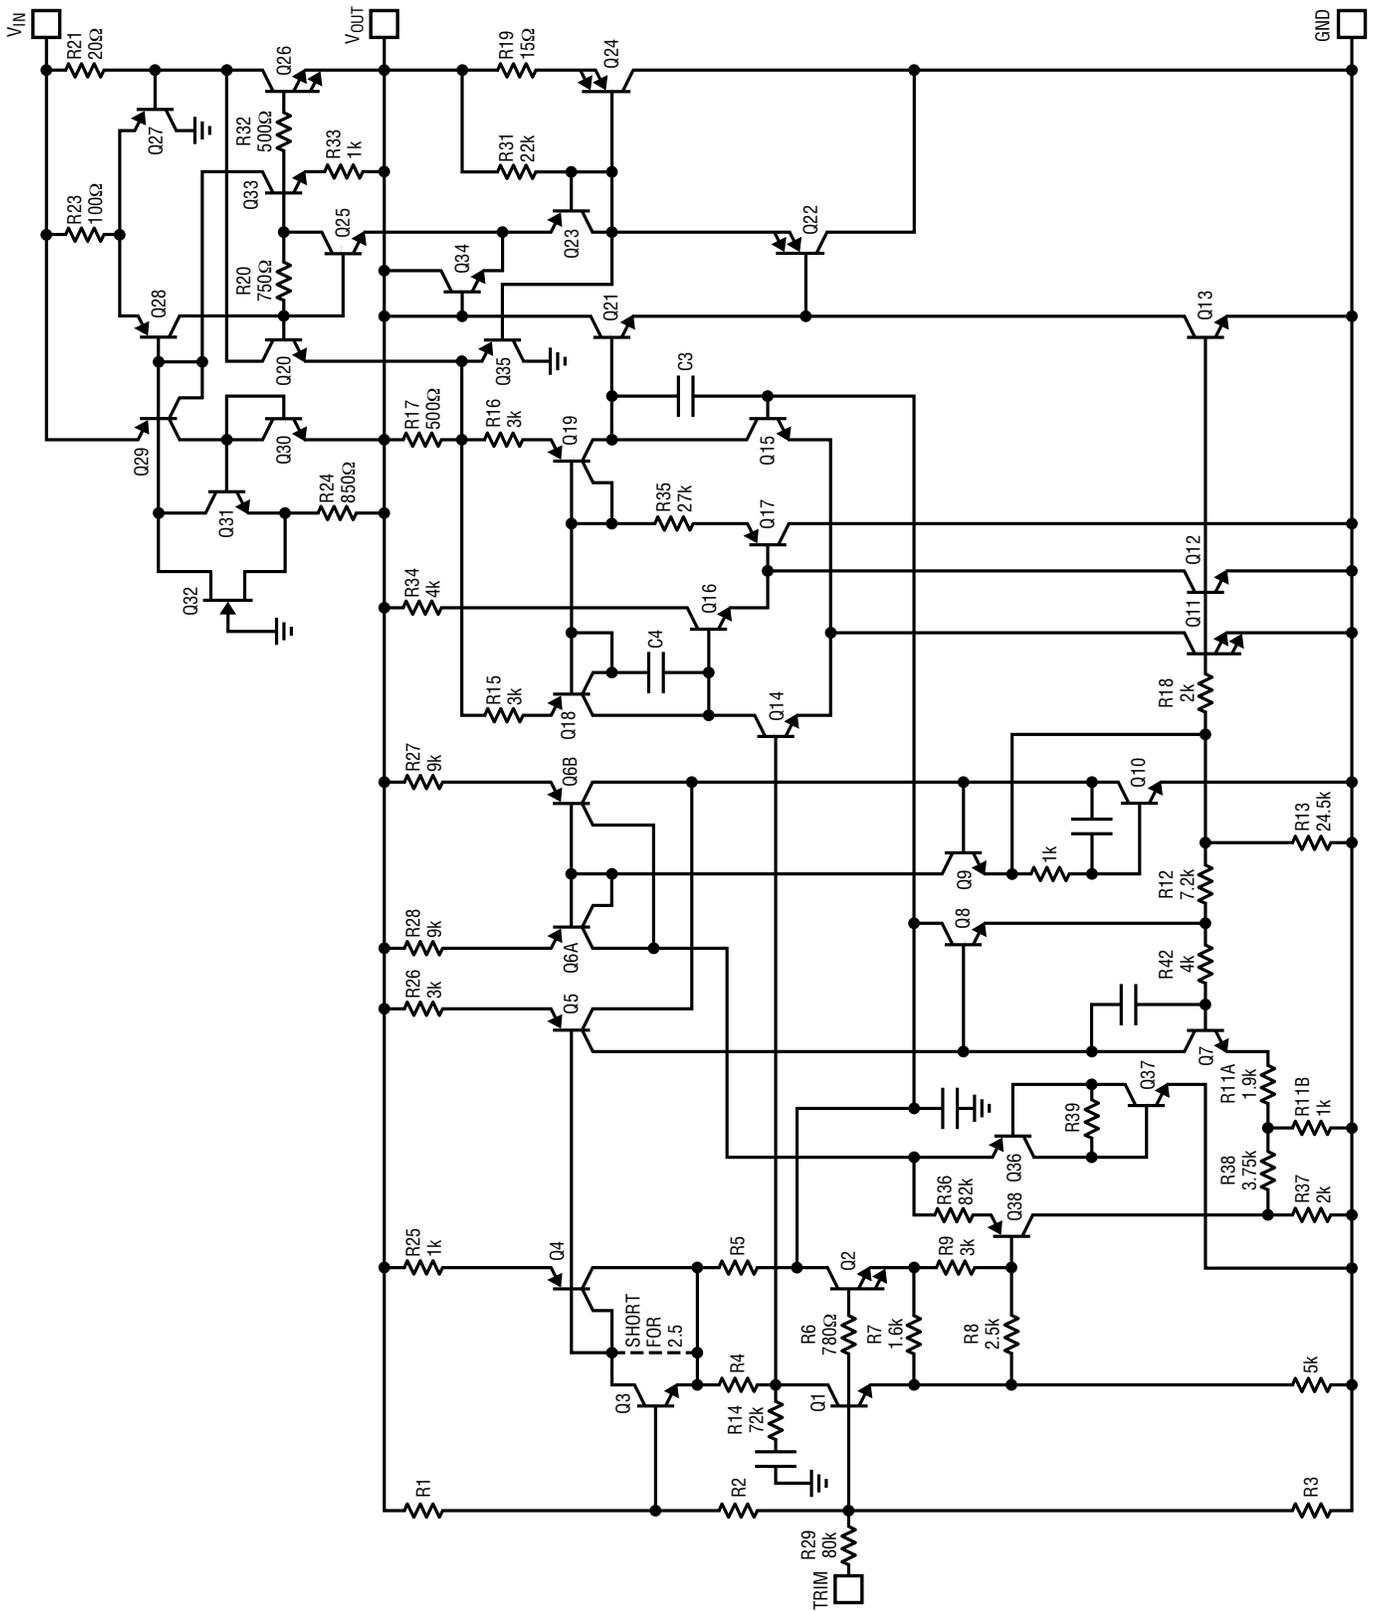 VIN
R21
20Ω
Q27
R23
100Ω
Q28
Q29
Q26
R32
500Ω
R33
1k
Q33
Q25
R20
750Ω
Q20
Q30
Q31
R24
850Ω
Q32
VOUT
R19
15Ω
Q24
R31
22k
Q23
Q34
Q22
Q35
Q21
Q13
GND
R17
500Ω
R16
3k
Q19
C3
Q15
R35
27k
Q17
R34
4k
Q16
Q12
Q11
C4
R15
3k
Q18
Q14
R18
2k
R27
9k
Q6B
Q10
R13
24.5k
Q9
1k
R12
7.2k
R28
9k
Q6A
Q8
R42
4k
R26
3k
Q5
Q7
R11A
1.9k
R11B
1k
Q37
R39
Q36
R38
3.75k
R37
2k
R36
82k
Q38
R25
1k
Q4
R5
Q2
R9
3k
SHORT
FOR
2.5
R6
780Ω
R7
1.6k
R8
2.5k
R4
Q3
R14
72k
Q1
5k
R1
R2
R3
R29
80k
TRIM